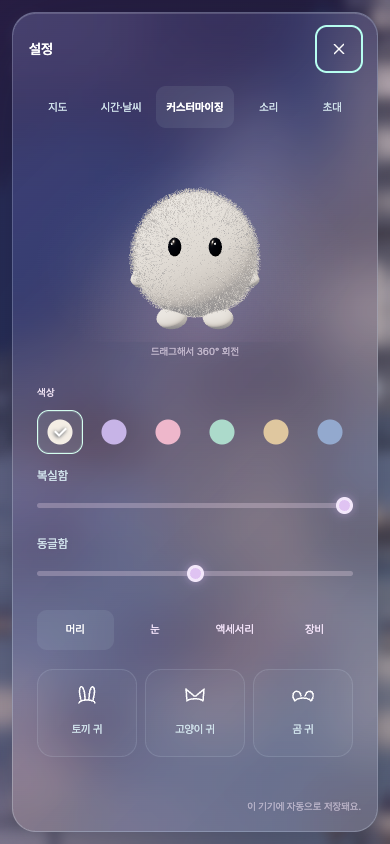 설정
지도 시간·날씨 커스터마이징 소리 초대
드래그해서 360° 회전
색상
복실함
동글함
머리 눈 액세서리 장비
토끼 귀 고양이 귀 곰 귀
이 기기에 자동으로 저장돼요.